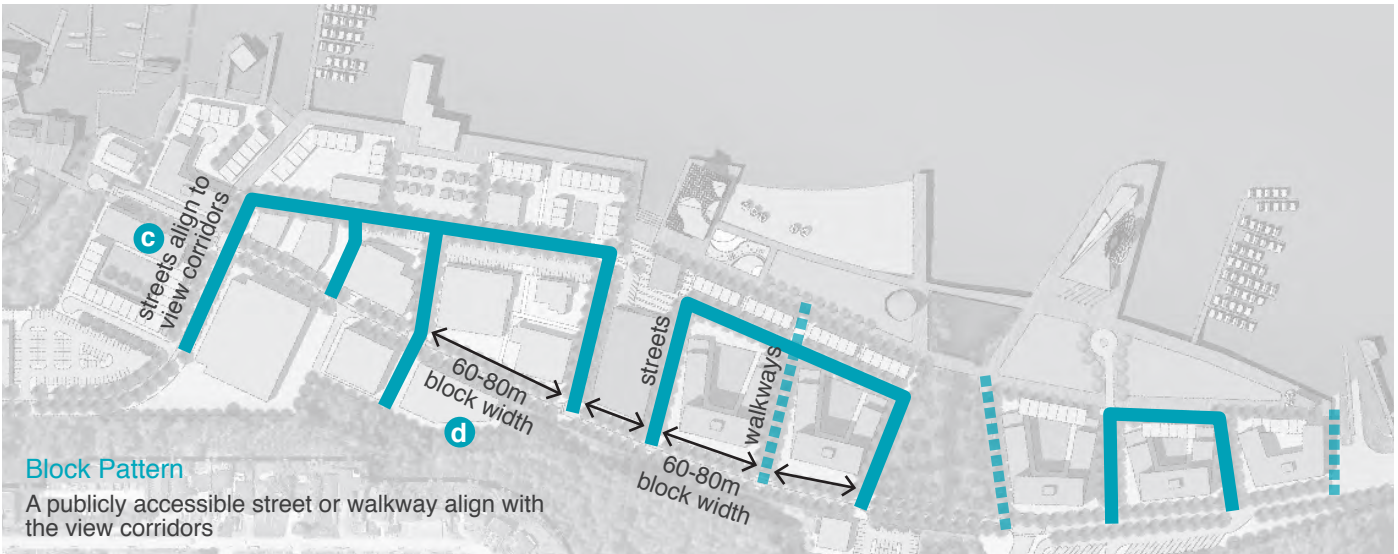 c
streets align to
view corridors
60-80m
block width
d
streets
walkways
60-80m
block width
Block Pattern
A publicly accessible street or walkway align with
the view corridors